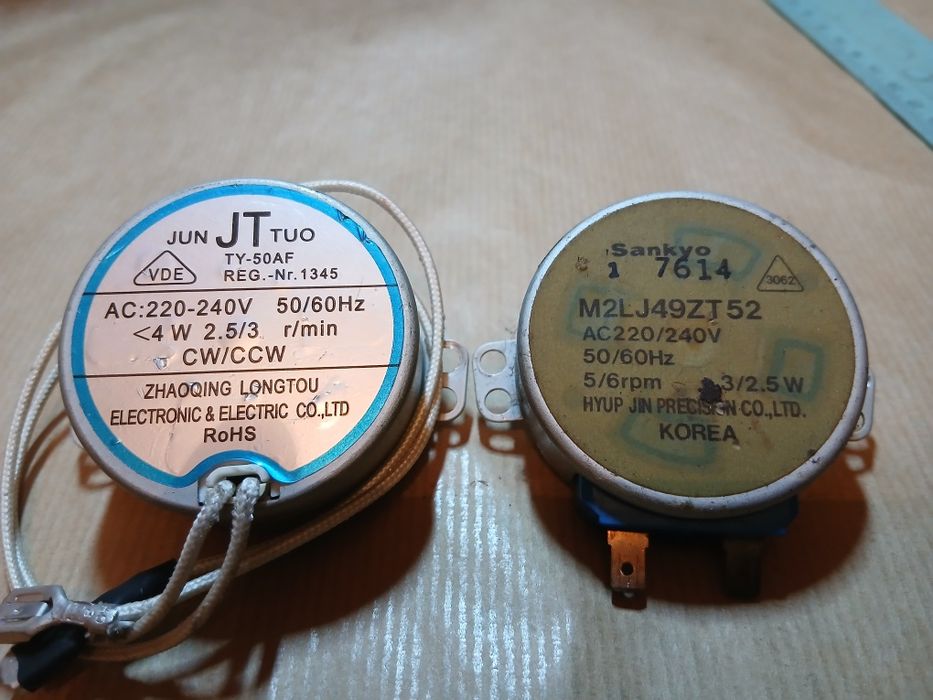 JUN JT TUO
TY-50AF
VDE
REG.-Nr.1345
AC:220-240V 50/60Hz
<4 W 2.5/3 r/min
CW/CCW
ZHAOQING LONGTOU
ELECTRONIC & ELECTRIC CO.,LTD
RoHS
Sankyo
1 7614
3062
M2LJ49ZT52
AC220/240V
50/60Hz
5/6rpm 3/2.5W
HYUP JIN PRECISION CO.,LTD.
KOREA